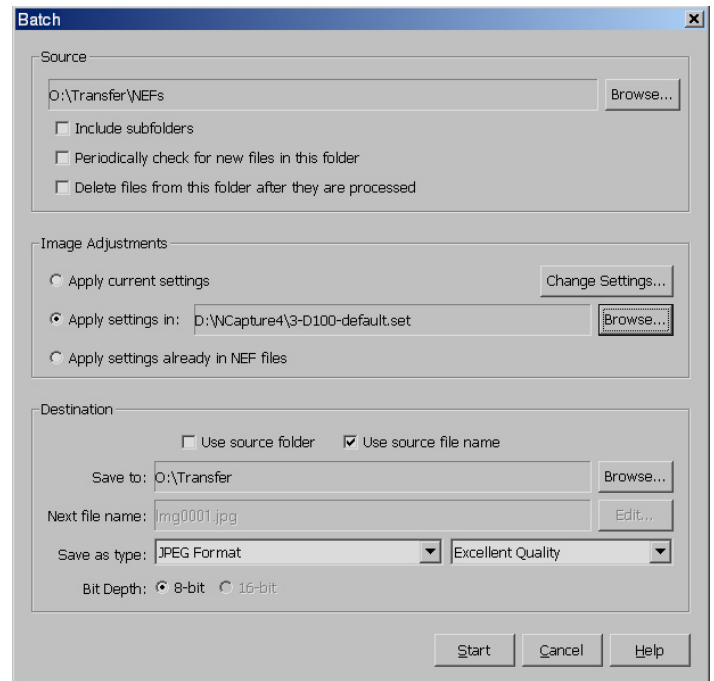 Batch
Source
O:\Transfer\NEFs
Browse...
Include subfolders
Periodically check for new files in this folder
Delete files from this folder after they are processed
Image Adjustments
Apply current settings
Change Settings...
Apply settings in: D:\NCapture4\3-D100-default.set
Browse...
Apply settings already in NEF files
Destination
Use source folder Use source file name
Save to: O:\Transfer
Browse...
Next file name: Img0001.jpg
Edit...
Save as type: JPEG Format Excellent Quality
Bit Depth: 8-bit 16-bit
Start Cancel Help